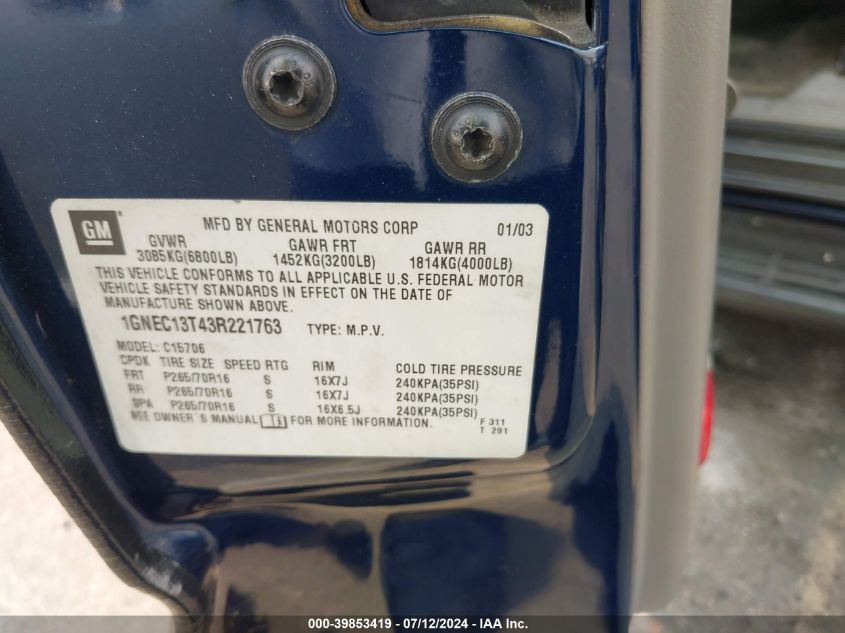 GM
MFD BY GENERAL MOTORS CORP 01/03
GVWR GAWR FRT GAWR RR
3085KG(6800LB) 1452KG(3200LB) 1814KG(4000LB)
THIS VEHICLE CONFORMS TO ALL APPLICABLE U.S. FEDERAL MOTOR
VEHICLE SAFETY STANDARDS IN EFFECT ON THE DATE OF
MANUFACTURE SHOWN ABOVE.
1GNEC13T43R221763 TYPE: M.P.V.
MODEL: C15706
CPDK TIRE SIZE SPEED RTG RIM COLD TIRE PRESSURE
FRT P265/70R16 S 16X7J 240KPA(35PSI)
RR P265/70R16 S 16X7J 240KPA(35PSI)
SPA P265/70R16 S 16X6.5J 240KPA(35PSI)
SEE OWNER'S MANUAL FOR MORE INFORMATION.
F 311
T 291
000-39853419 - 07/12/2024 - IAA Inc.